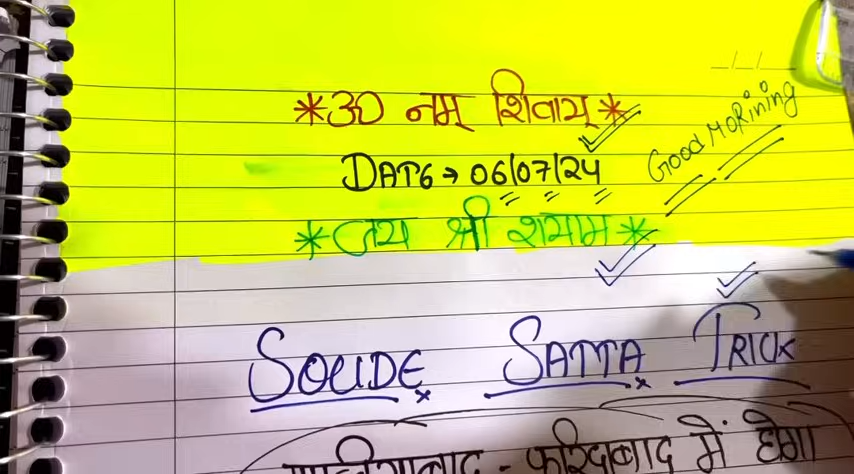 *ॐ नम् शिवाय्*
Good MoRining
DATE → 06/07/24
*जय श्री श्याम*
SOLIDE SATTA TRICK
गाजीयाबाद - फरिदाबाद में होगा